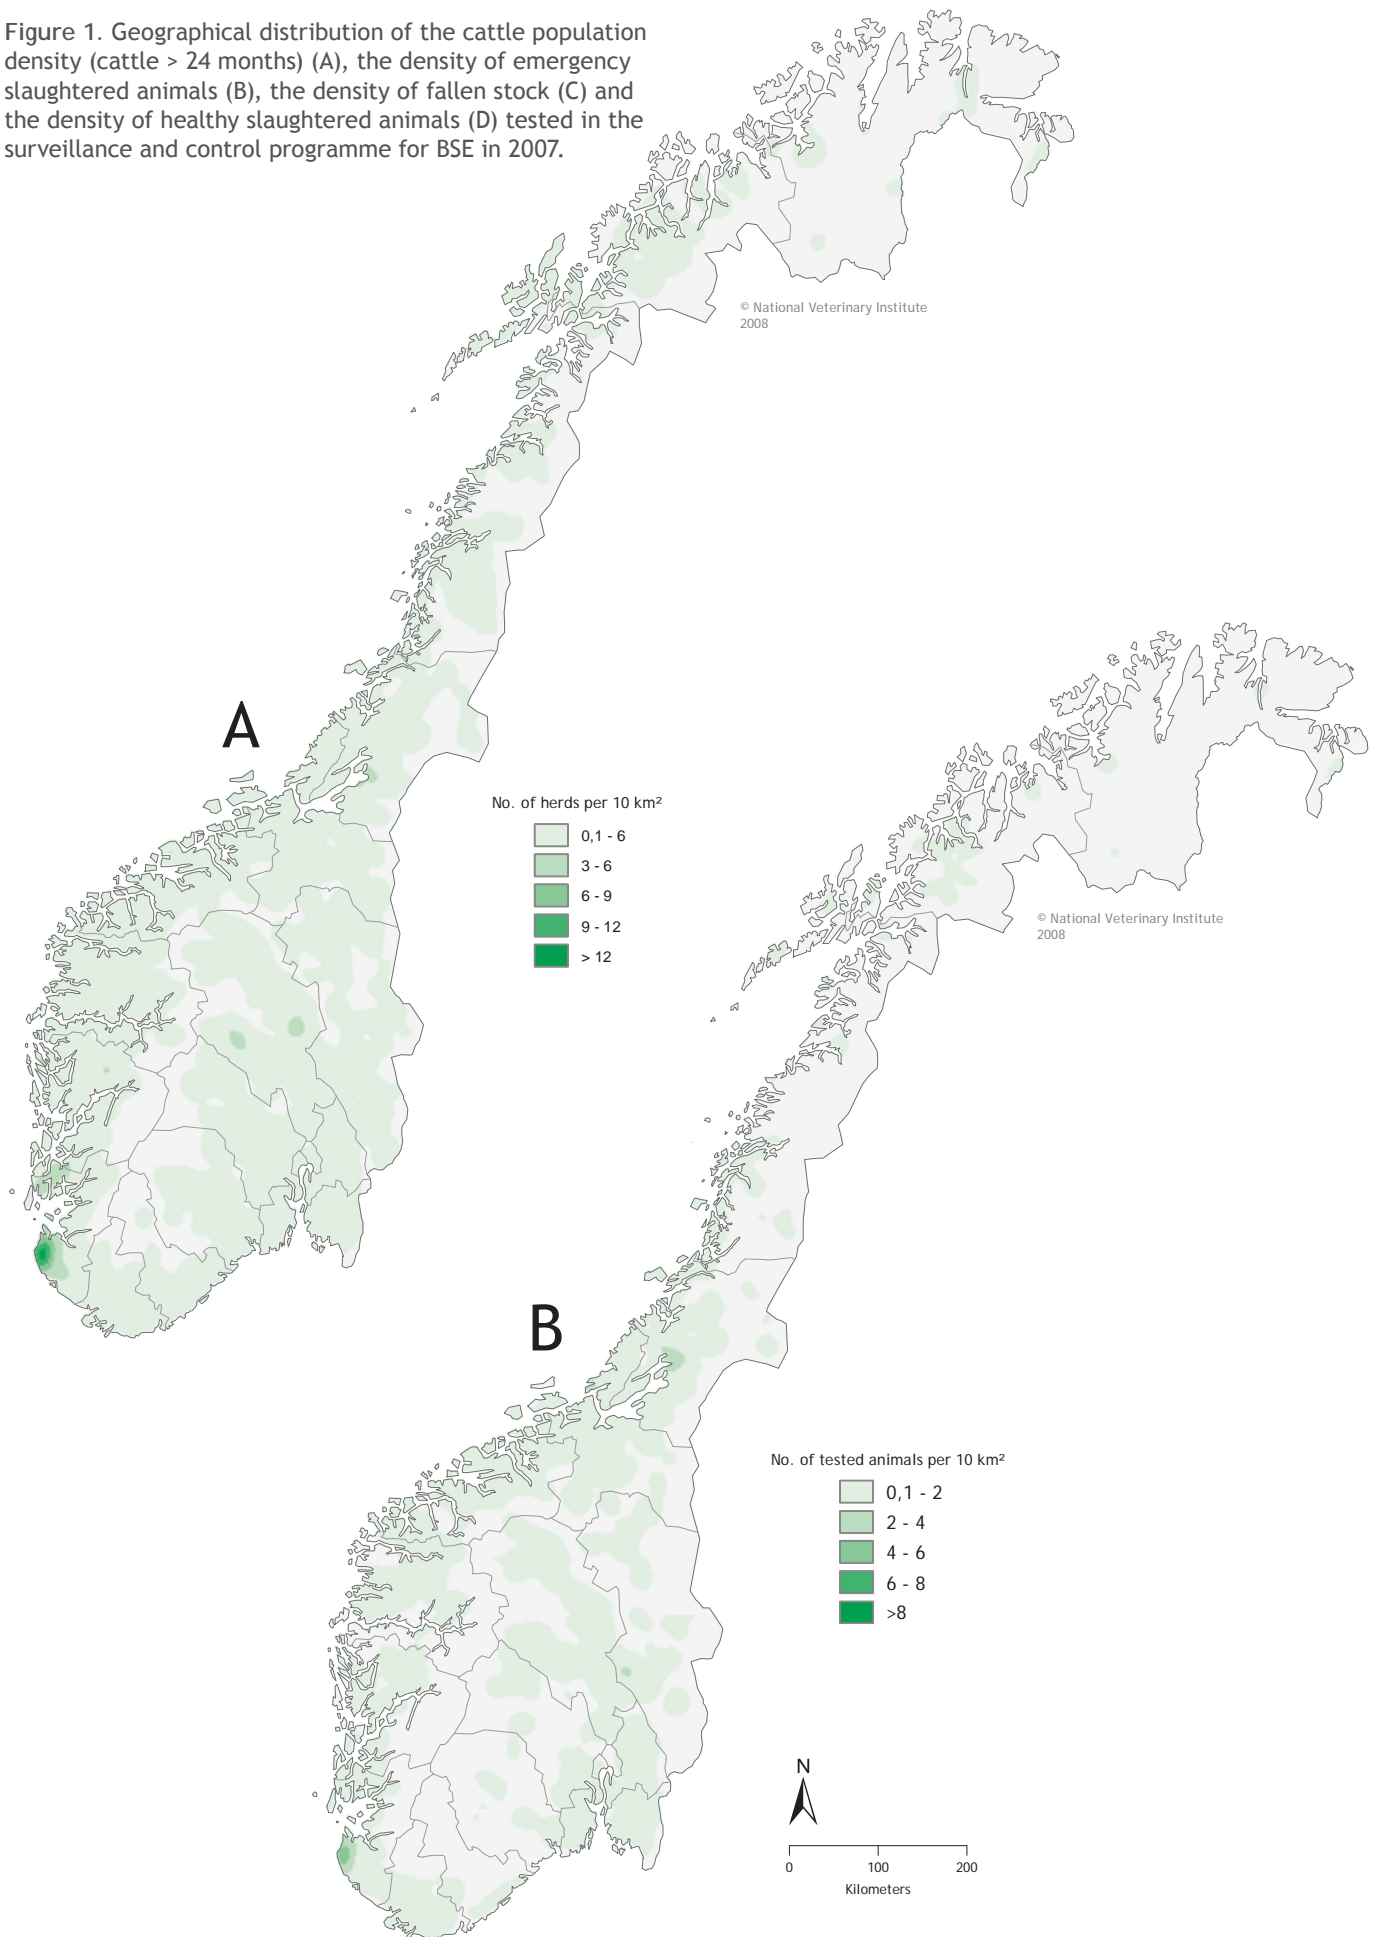 Figure 1. Geographical distribution of the cattle population
density (cattle > 24 months) (A), the density of emergency
slaughtered animals (B), the density of fallen stock (C) and
the density of healthy slaughtered animals (D) tested in the
surveillance and control programme for BSE in 2007.
© National Veterinary Institute
2008
A
No. of herds per 10 km²
0,1 - 6
3 - 6
6 - 9
9 - 12
> 12
© National Veterinary Institute
2008
B
No. of tested animals per 10 km²
0,1 - 2
2 - 4
4 - 6
6 - 8
>8
N
0 100 200
Kilometers